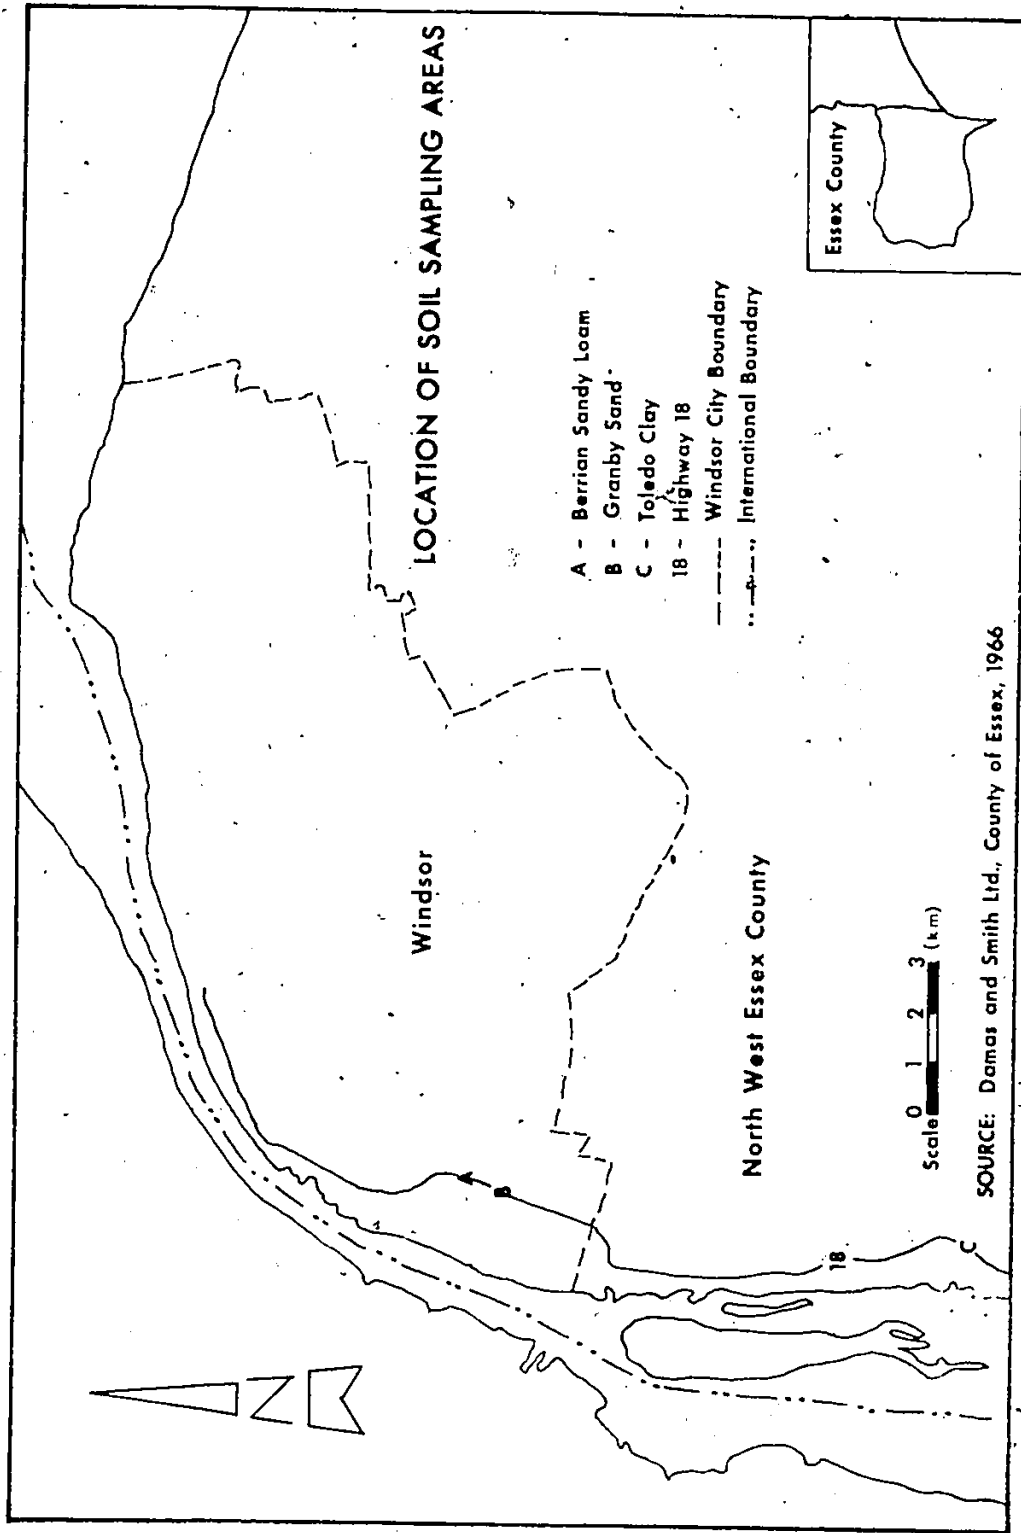 LOCATION OF SOIL SAMPLING AREAS
A - Berrian Sandy Loam
B - Granby Sand
C - Toledo Clay
18 - Highway 18
Windsor City Boundary
International Boundary
Windsor
North West Essex County
B
18
C
N
Essex County
Scale 0 1 2 3 (km)
SOURCE: Damas and Smith Ltd., County of Essex, 1966